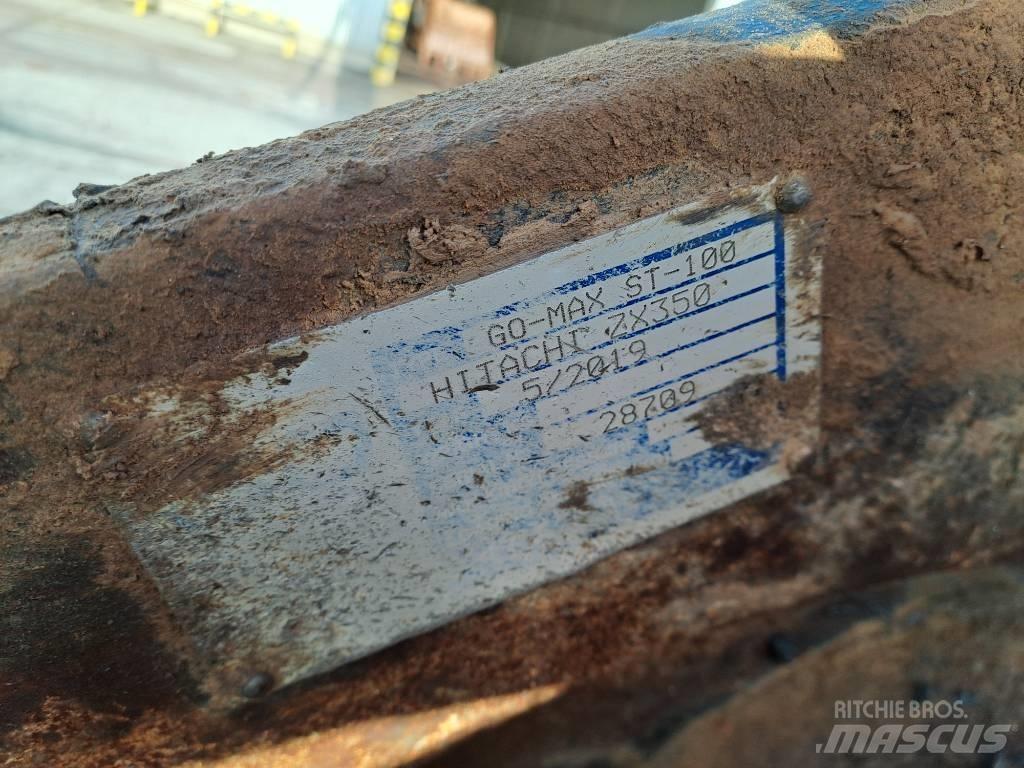 GO-MAX ST-100
HITACHI ZX350
5/2019
28709
RITCHIE BROS.
MASCUS